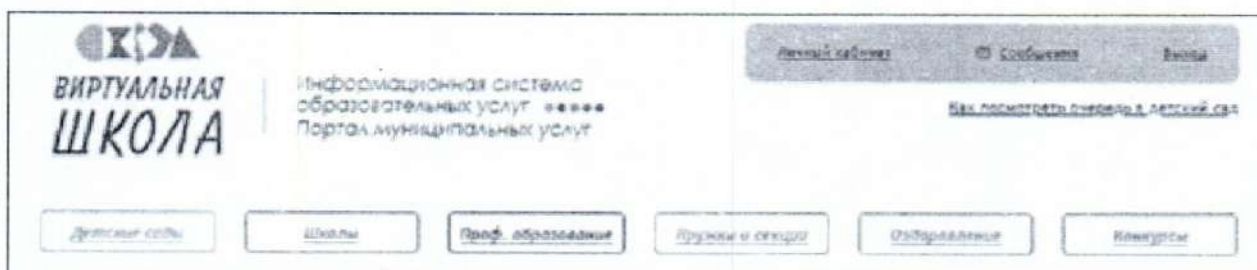 ВИРТУАЛЬНАЯ
ШКОЛА
Информационная система
образовательных услуг
Портал муниципальных услуг
Личный кабинет
Сообщения
Выход
Как посмотреть очередь в детский сад
Детские сады
Школы
Проф. образование
Кружки и секции
Оздоровление
Конкурсы